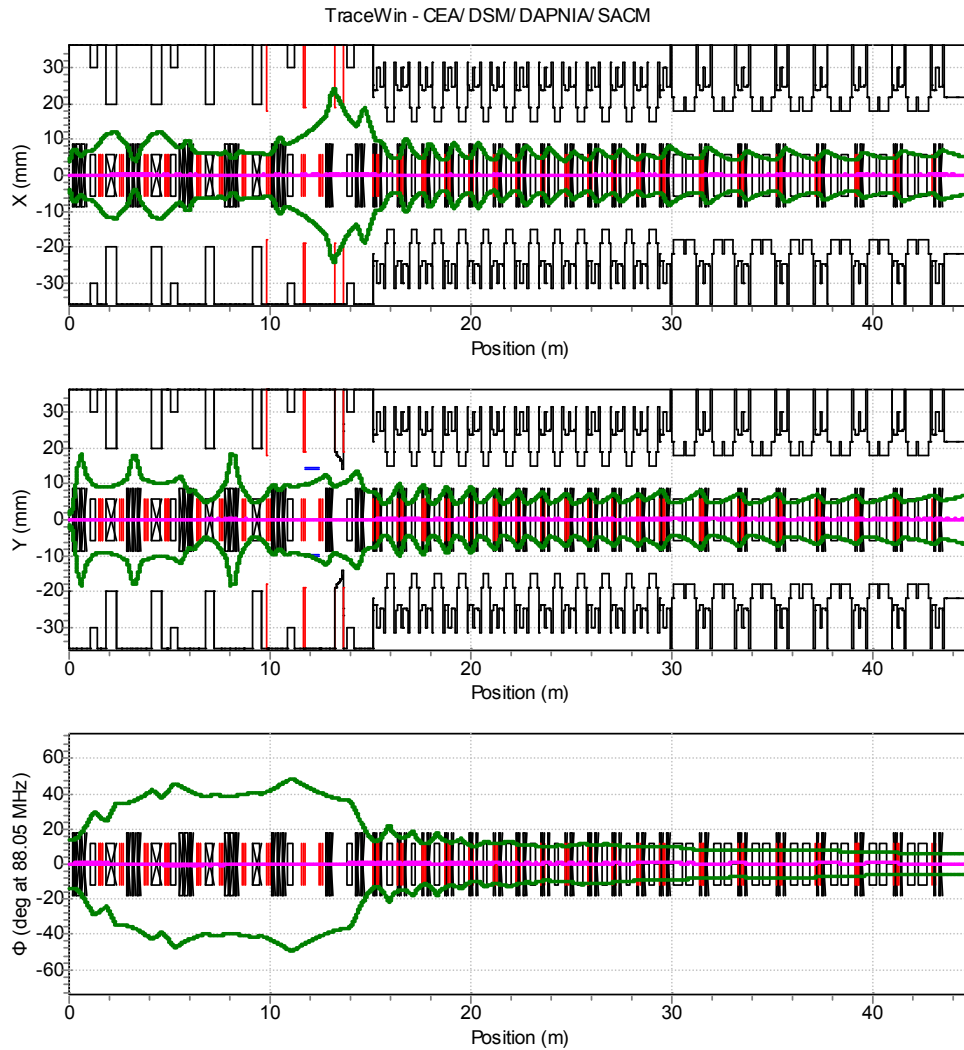 TraceWin - CEA/ DSM/ DAPNIA/ SACM
X (mm)
30
20
10
0
-10
-20
-30
0 10 20 30 40
Position (m)
Y (mm)
30
20
10
0
-10
-20
-30
0 10 20 30 40
Position (m)
Φ (deg at 88.05 MHz)
60
40
20
0
-20
-40
-60
0 10 20 30 40
Position (m)